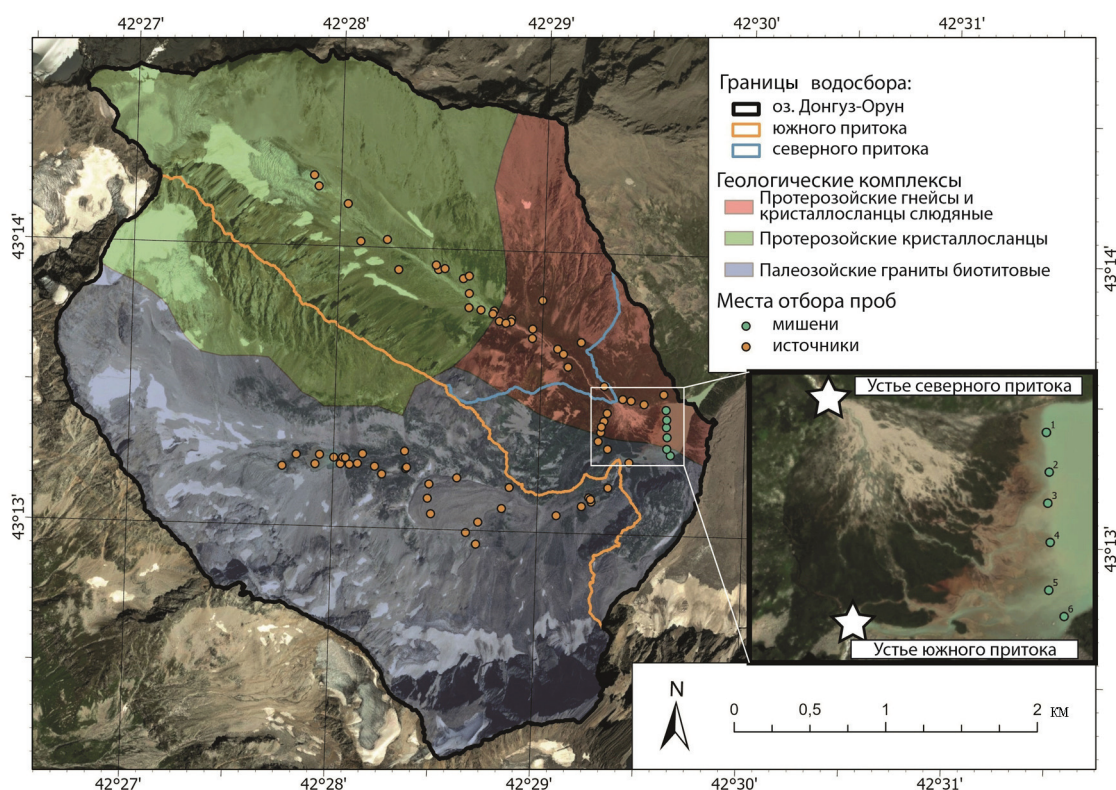 42°27'
42°28'
42°29'
42°30'
42°31'
Границы водосбора:
оз. Донгуз-Орун
южного притока
северного притока
Геологические комплексы
Протерозойские гнейсы и
кристаллосланцы слюдяные
Протерозойские кристаллосланцы
Палеозойские граниты биотитовые
Места отбора проб
мишени
источники
43°14'
43°14'
43°13'
43°13'
Устье северного притока
1
2
3
4
5
6
Устье южного притока
N
0
0,5
1
2
км
42°27'
42°28'
42°29'
42°30'
42°31'